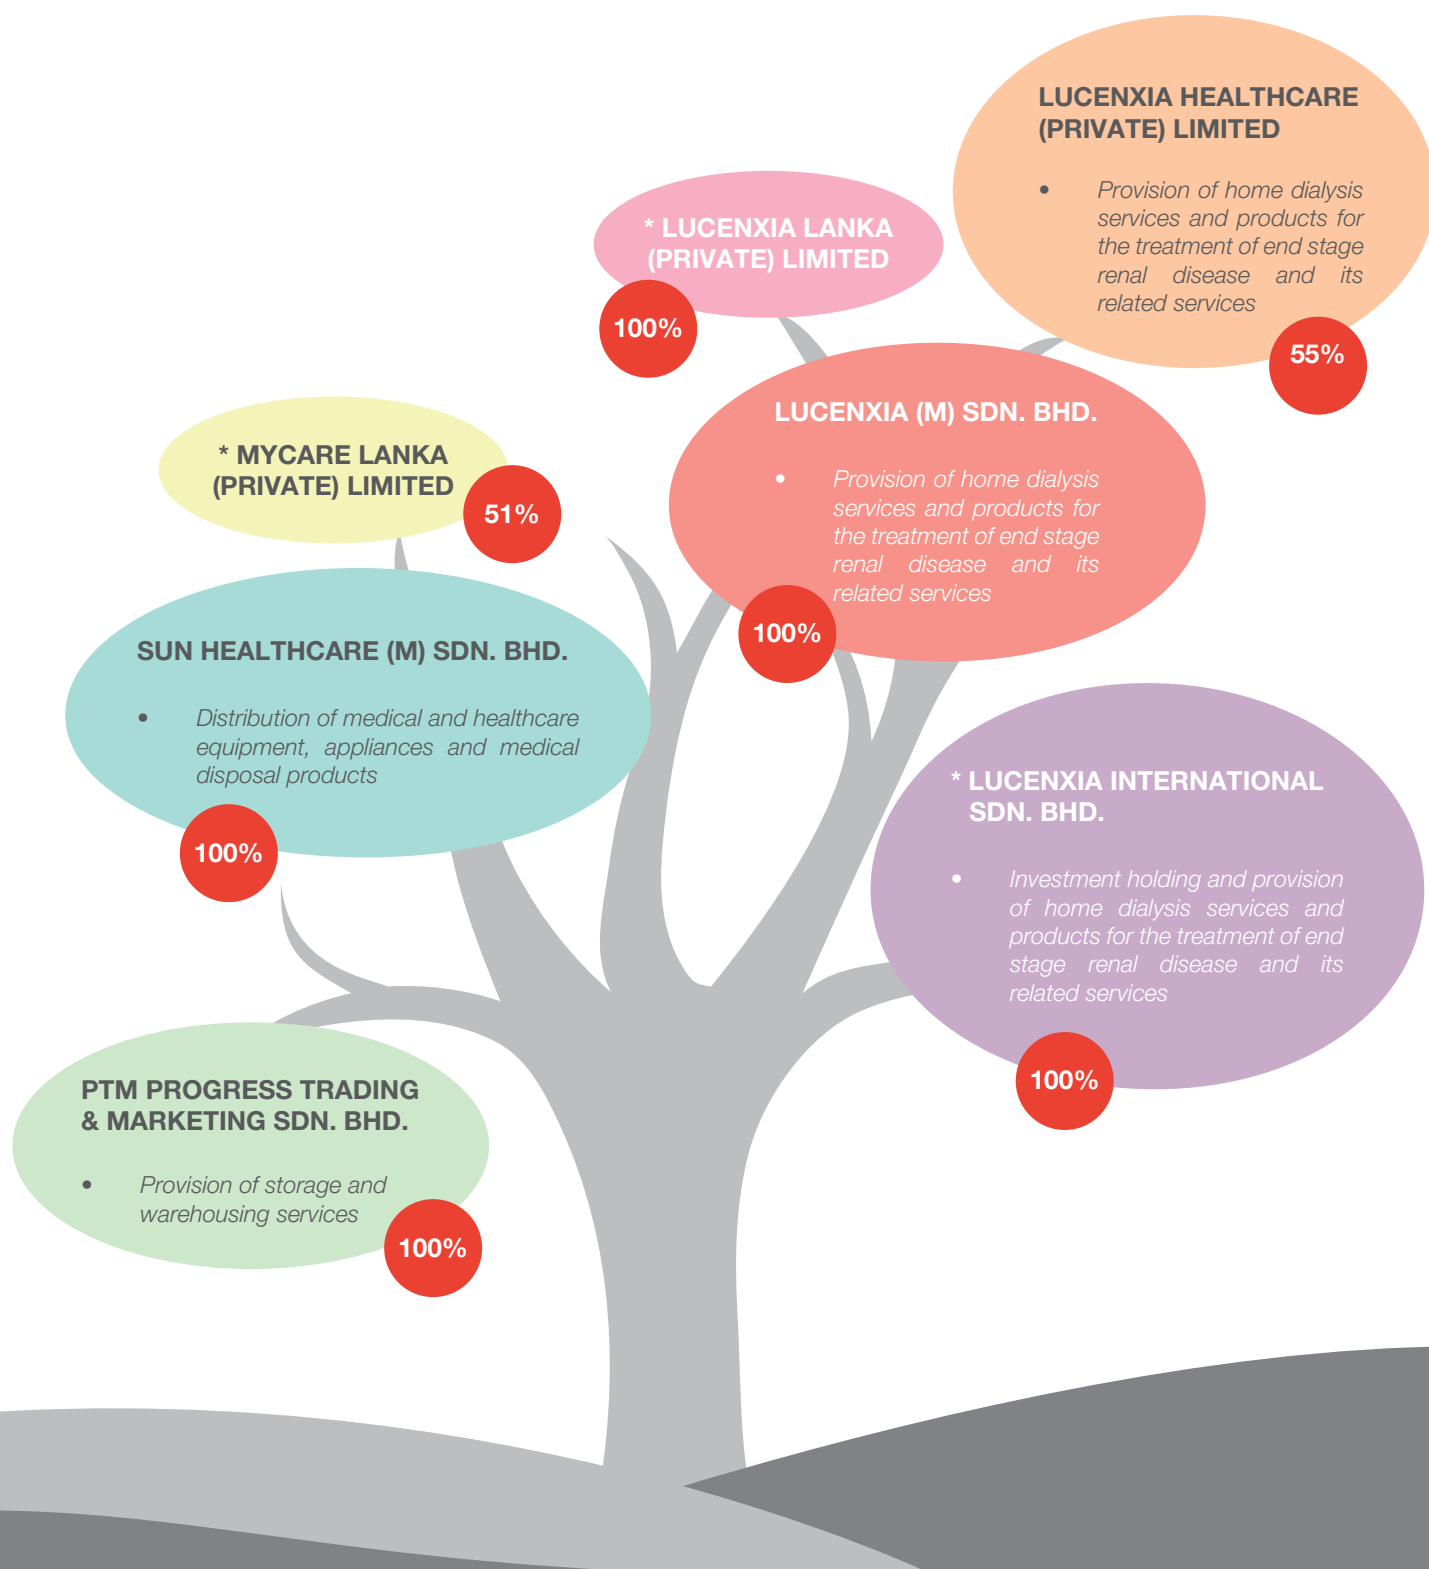 LUCENXIA HEALTHCARE
(PRIVATE) LIMITED
• Provision of home dialysis
services and products for
the treatment of end stage
renal disease and its
related services
55%
* LUCENXIA LANKA
(PRIVATE) LIMITED
100%
LUCENXIA (M) SDN. BHD.
• Provision of home dialysis
services and products for
the treatment of end stage
renal disease and its
related services
100%
* MYCARE LANKA
(PRIVATE) LIMITED
51%
SUN HEALTHCARE (M) SDN. BHD.
• Distribution of medical and healthcare
equipment, appliances and medical
disposal products
100%
* LUCENXIA INTERNATIONAL
SDN. BHD.
• Investment holding and provision
of home dialysis services and
products for the treatment of end
stage renal disease and its
related services
100%
PTM PROGRESS TRADING
& MARKETING SDN. BHD.
• Provision of storage and
warehousing services
100%